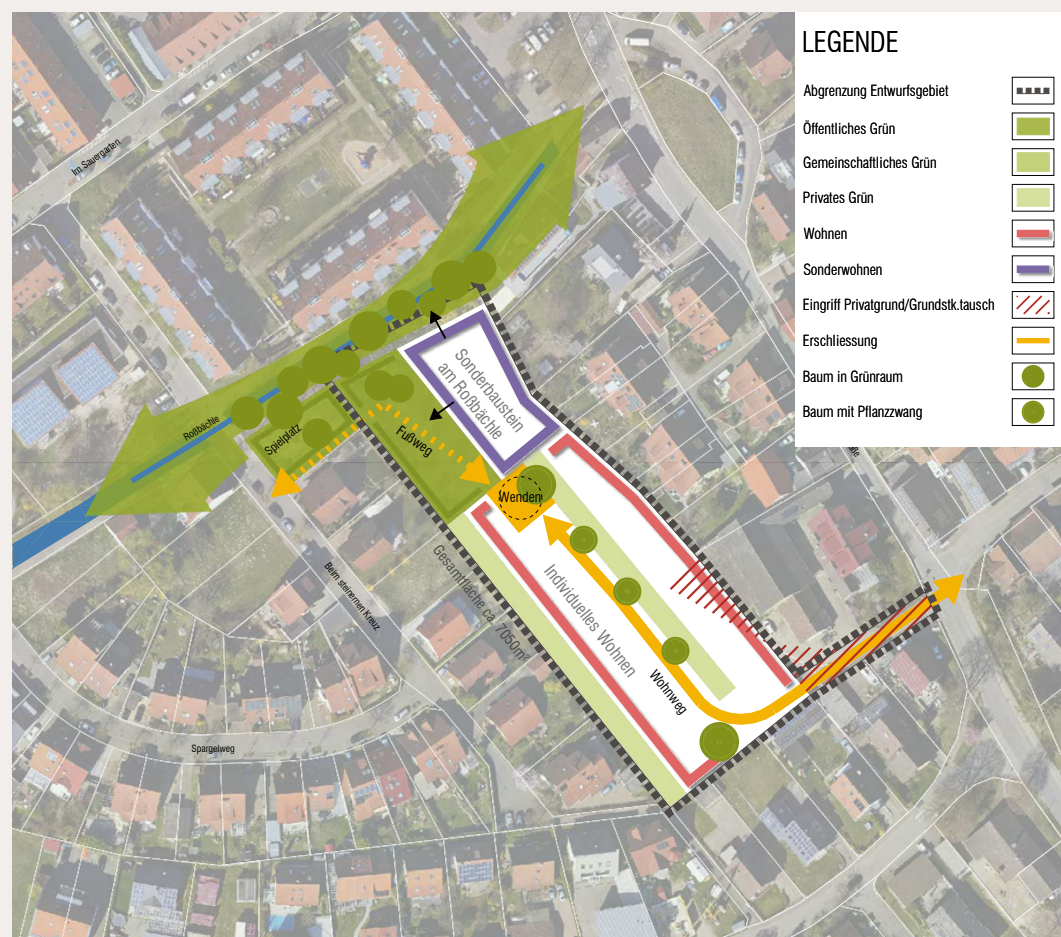 LEGENDE
Abgrenzung Entwurfsgebiet
Öffentliches Grün
Gemeinschaftliches Grün
Privates Grün
Wohnen
Sonderwohnen
Eingriff Privatgrund/Grundstk.tausch
Erschliessung
Baum in Grünraum
Baum mit Pflanzzwang
Im Sauergarten
Roßbächle
Spielplatz
Fußweg
Sonderbaustein
am Roßbächle
Wenden
Gesamtfläche ca. 7050m²
Individuelles Wohnen
Wohnweg
Beim steinernen Kreuz
Spargelweg